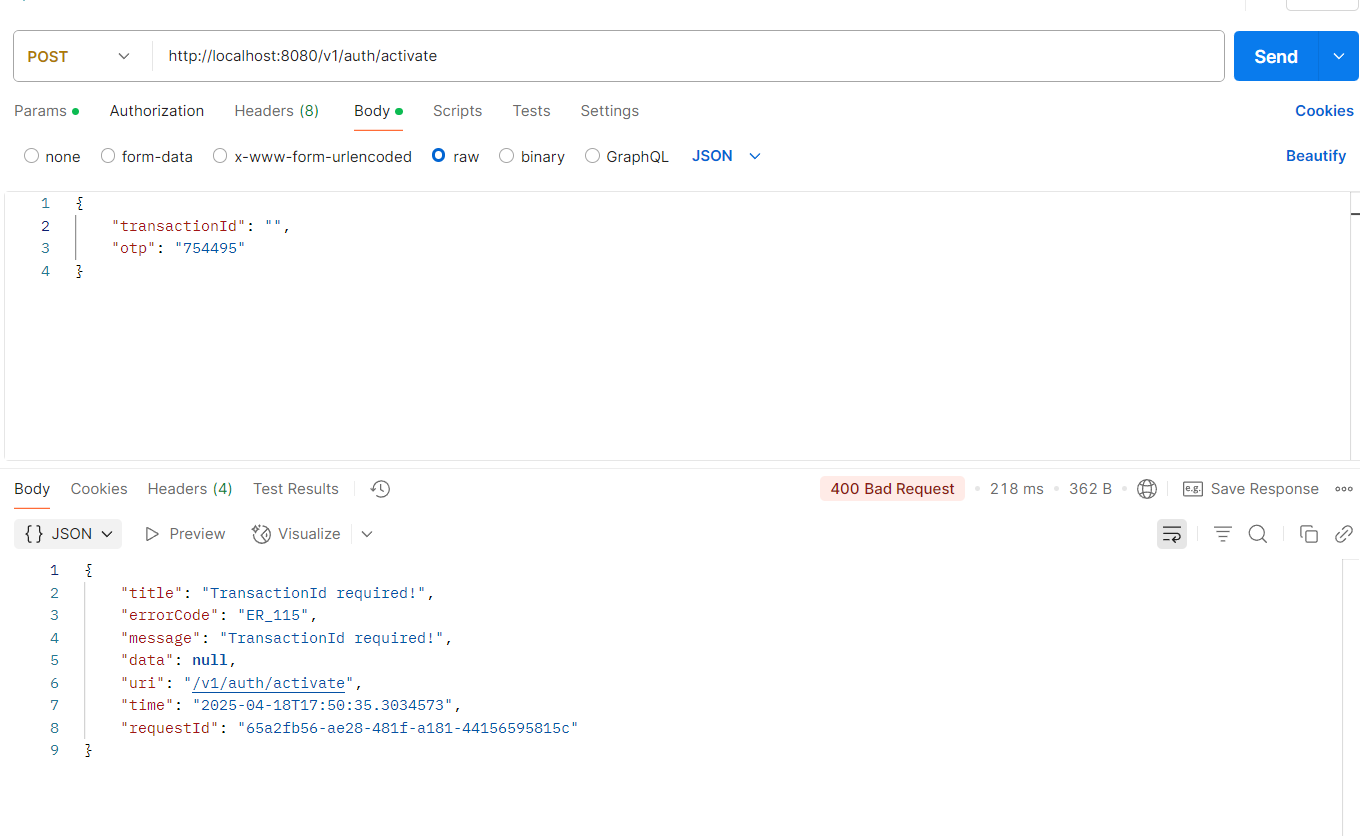 POST http://localhost:8080/v1/auth/activate Send
Params Authorization Headers (8) Body Scripts Tests Settings Cookies
none form-data x-www-form-urlencoded raw binary GraphQL JSON Beautify
1 {
2 "transactionId": "",
3 "otp": "754495"
4 }
Body Cookies Headers (4) Test Results 400 Bad Request • 218 ms • 362 B • e.g. Save Response
{} JSON Preview Visualize
1 {
2 "title": "TransactionId required!",
3 "errorCode": "ER_115",
4 "message": "TransactionId required!",
5 "data": null,
6 "uri": "/v1/auth/activate",
7 "time": "2025-04-18T17:50:35.3034573",
8 "requestId": "65a2fb56-ae28-481f-a181-44156595815c"
9 }